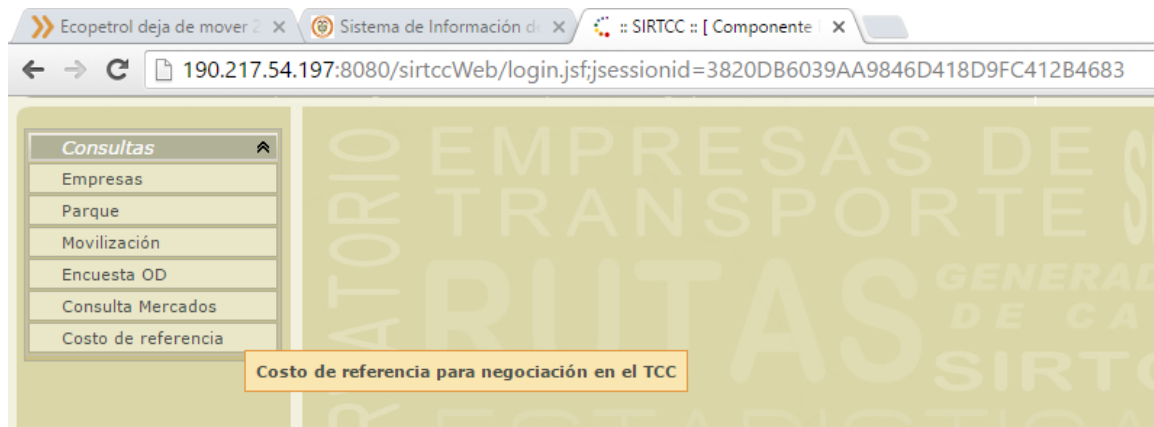 Ecopetrol deja de mover 2
Sistema de Información de
:: SIRTCC :: [ Componente
190.217.54.197:8080/sirtccWeb/login.jsf;jsessionid=3820DB6039AA9846D418D9FC412B4683
Consultas
Empresas
Parque
Movilización
Encuesta OD
Consulta Mercados
Costo de referencia
Costo de referencia para negociación en el TCC
EMPRESAS DE
TRANSPORTE
RUTAS
GENERAD
DE CA
SIRTC